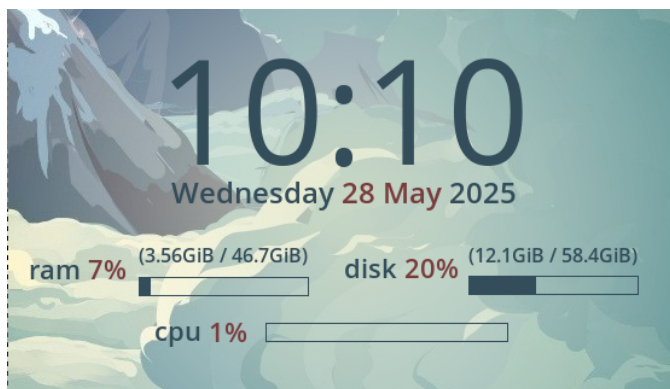 10:10
Wednesday 28 May 2025
ram 7% (3.56GiB / 46.7GiB)
disk 20% (12.1GiB / 58.4GiB)
cpu 1%